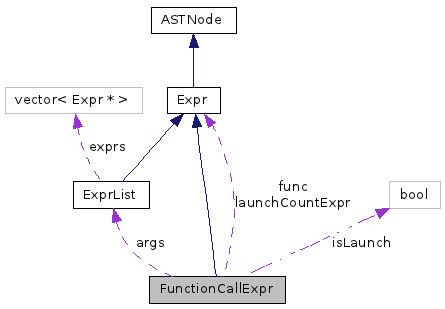 ASTNode
vector< Expr * >
Expr
exprs
func
launchCountExpr
ExprList
bool
args
isLaunch
FunctionCallExpr